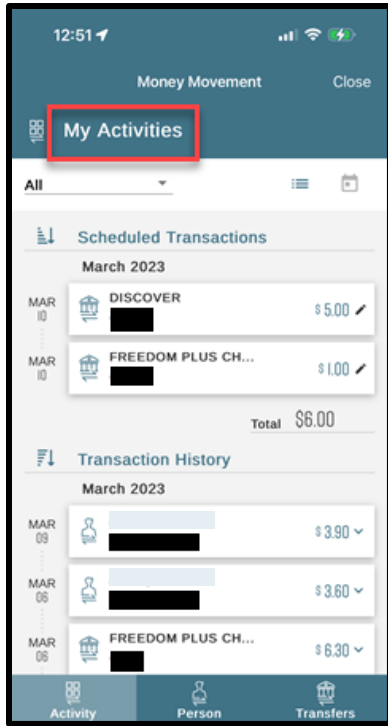 12:51
Money Movement Close
My Activities
All
Scheduled Transactions
March 2023
MAR
10
DISCOVER
$5.00
MAR
10
FREEDOM PLUS CH...
$1.00
Total $6.00
Transaction History
March 2023
MAR
09
$3.90
MAR
06
$3.60
MAR
06
FREEDOM PLUS CH...
$6.30
Activity Person Transfers